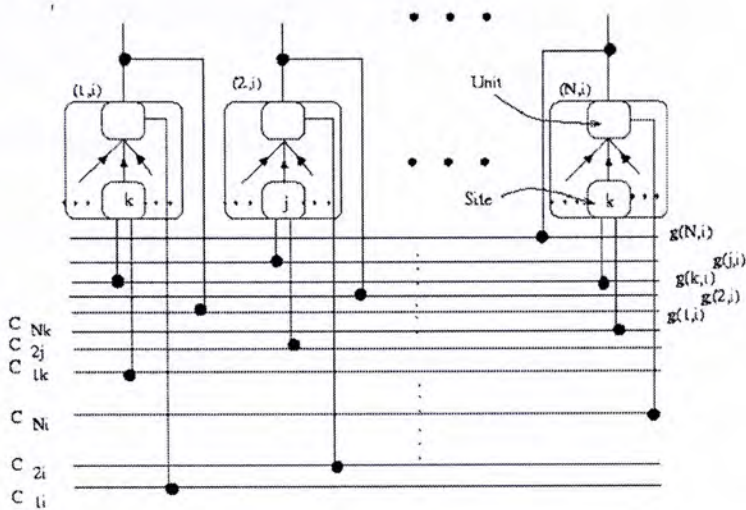 (1,i)
(2,i)
(N,i)
Unit
k
j
k
Site
g(N,i)
g(j,i)
g(k,i)
g(2,i)
g(1,i)
C Nk
C 2j
C 1k
C Ni
C 2i
C 1i